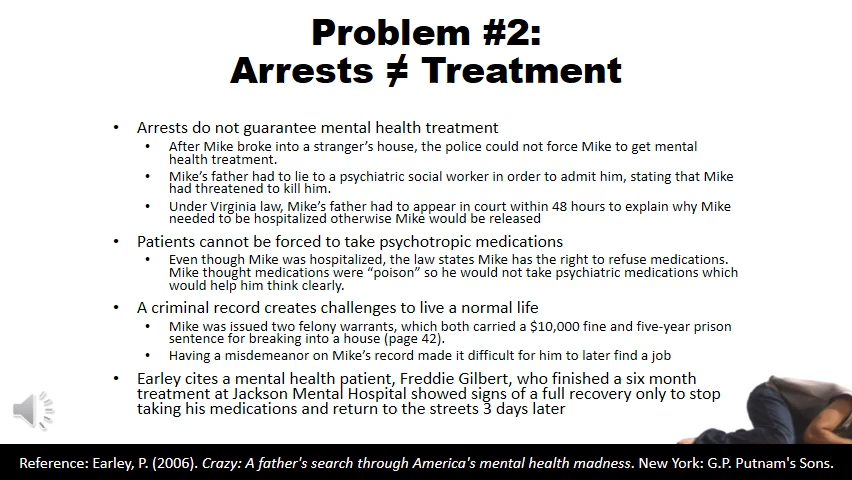 Problem #2:
Arrests ≠ Treatment
• Arrests do not guarantee mental health treatment
• After Mike broke into a stranger's house, the police could not force Mike to get mental
health treatment.
• Mike's father had to lie to a psychiatric social worker in order to admit him, stating that Mike
had threatened to kill him.
• Under Virginia law, Mike's father had to appear in court within 48 hours to explain why Mike
needed to be hospitalized otherwise Mike would be released
• Patients cannot be forced to take psychotropic medications
• Even though Mike was hospitalized, the law states Mike has the right to refuse medications.
Mike thought medications were “poison” so he would not take psychiatric medications which
would help him think clearly.
• A criminal record creates challenges to live a normal life
• Mike was issued two felony warrants, which both carried a $10,000 fine and five-year prison
sentence for breaking into a house (page 42).
• Having a misdemeanor on Mike's record made it difficult for him to later find a job
• Earley cites a mental health patient, Freddie Gilbert, who finished a six month
treatment at Jackson Mental Hospital showed signs of a full recovery only to stop
taking his medications and return to the streets 3 days later
Reference: Earley, P. (2006). Crazy: A father's search through America's mental health madness. New York: G.P. Putnam's Sons.